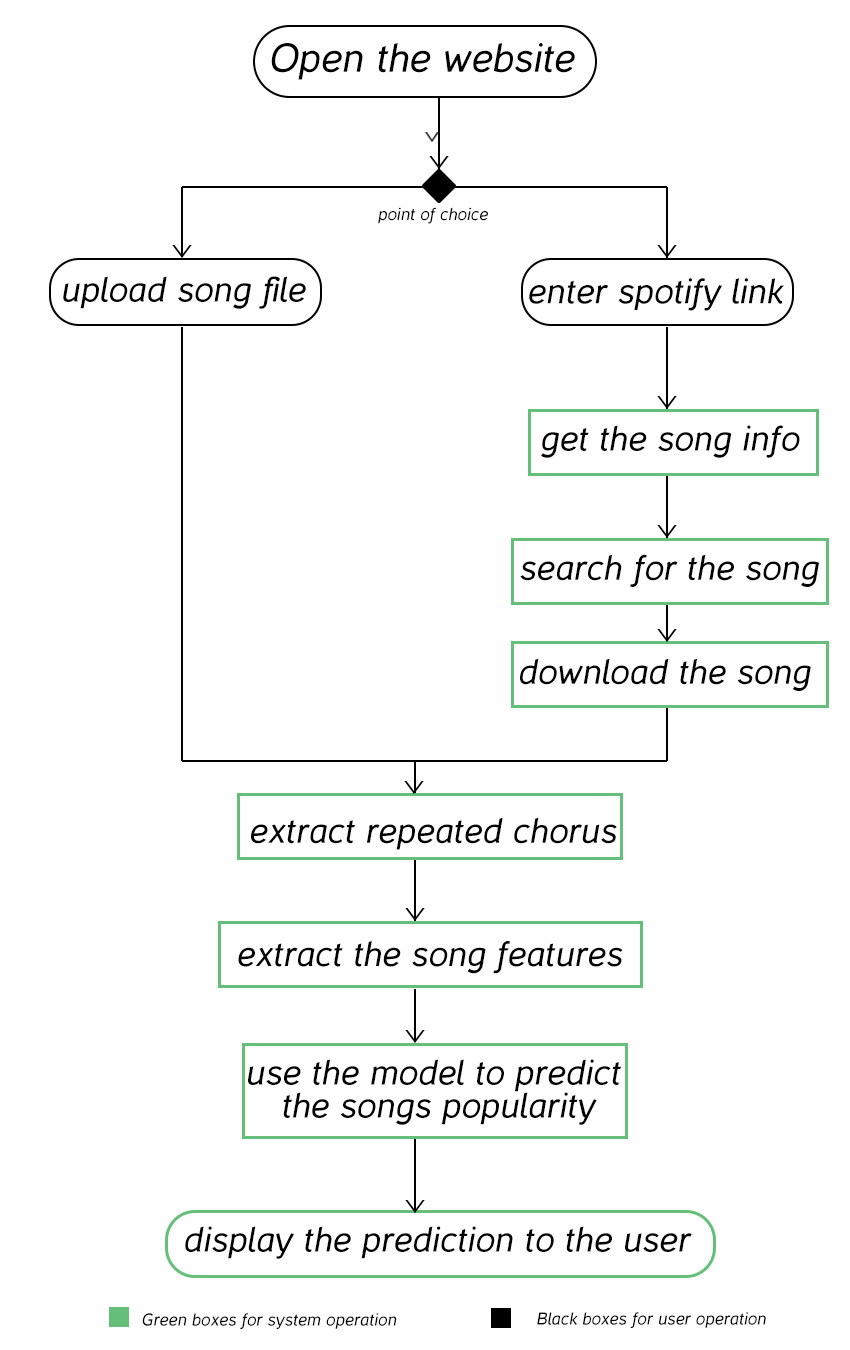 Open the website
point of choice
upload song file
enter spotify link
get the song info
search for the song
download the song
extract repeated chorus
extract the song features
use the model to predict
the songs popularity
display the prediction to the user
Green boxes for system operation
Black boxes for user operation